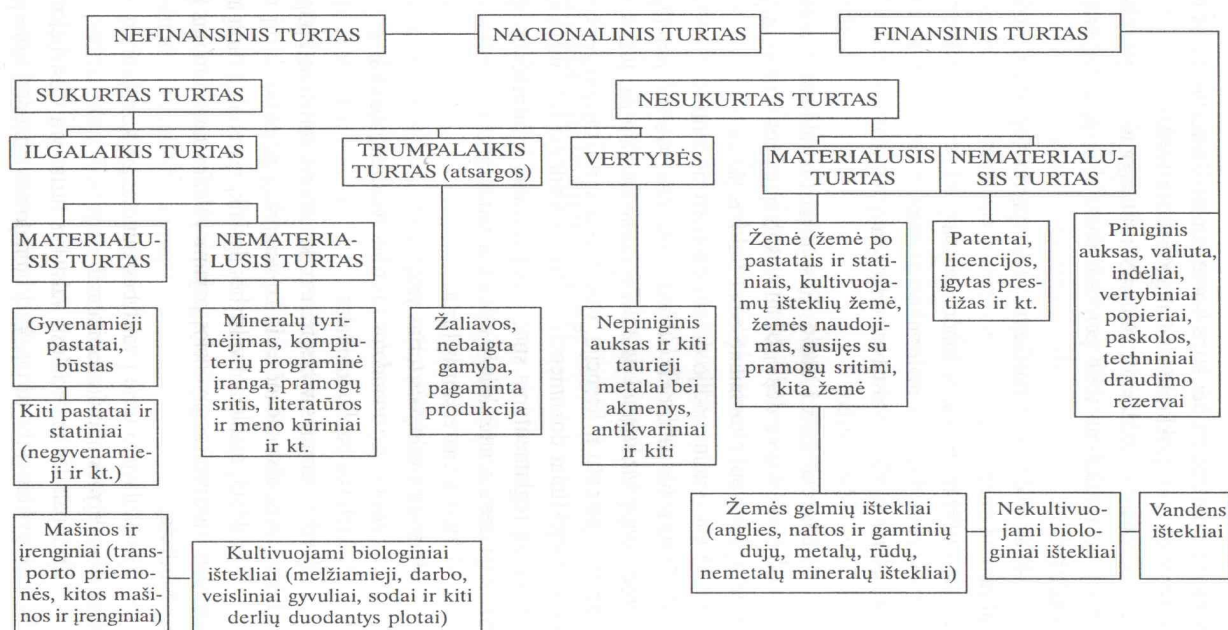 NEFINANSINIS TURTAS
NACIONALINIS TURTAS
FINANSINIS TURTAS
SUKURTAS TURTAS
NESUKURTAS TURTAS
ILGALAIKIS TURTAS
TRUMPALAIKIS
TURTAS (atsargos)
VERTYBĖS
MATERIALUSIS
TURTAS
NEMATERIALU-
SIS TURTAS
MATERIALU-
SIS TURTAS
NEMATERIA-
LUSIS TURTAS
Gyvenamieji
pastatai,
būstas
Kiti pastatai ir
statiniai
(negyvenamie-
ji ir kt.)
Mašinos ir
įrenginiai (trans-
porto priemo-
nės, kitos maši-
nos ir įrenginiai)
Kultivuojami biologiniai
ištekliai (melžiamieji, darbo,
veisliniai gyvuliai, sodai ir kiti
derlių duodantys plotai)
Mineralų tyri-
nėjimas, kompiu-
terių programinė
įranga, pramogų
sritis, literatūros
ir meno kūriniai
ir kt.
Žaliavos,
nebaigta
gamyba,
pagaminta
produkcija
Nepiniginis
auksas ir kiti
taurieji
metalai bei
akmenys,
antikvariniai
ir kiti
Žemė (žemė po
pastatais ir stati-
niais, kultivuoja-
mų išteklių žemė,
žemės naudoji-
mas, susijęs su
pramogų sritimi,
kita žemė
Patentai,
licencijos,
įgytas pres-
tižas ir kt.
Piniginis
auksas, valiuta,
indėliai,
vertybiniai
popieriai,
paskolos,
techniniai
draudimo
rezervai
Žemės gelmių ištekliai
(anglies, naftos ir gamtinių
dujų, metalų, rūdų,
nemetalų mineralų ištekliai)
Nekultivuo-
jami biolo-
giniai ištekliai
Vandens
ištekliai